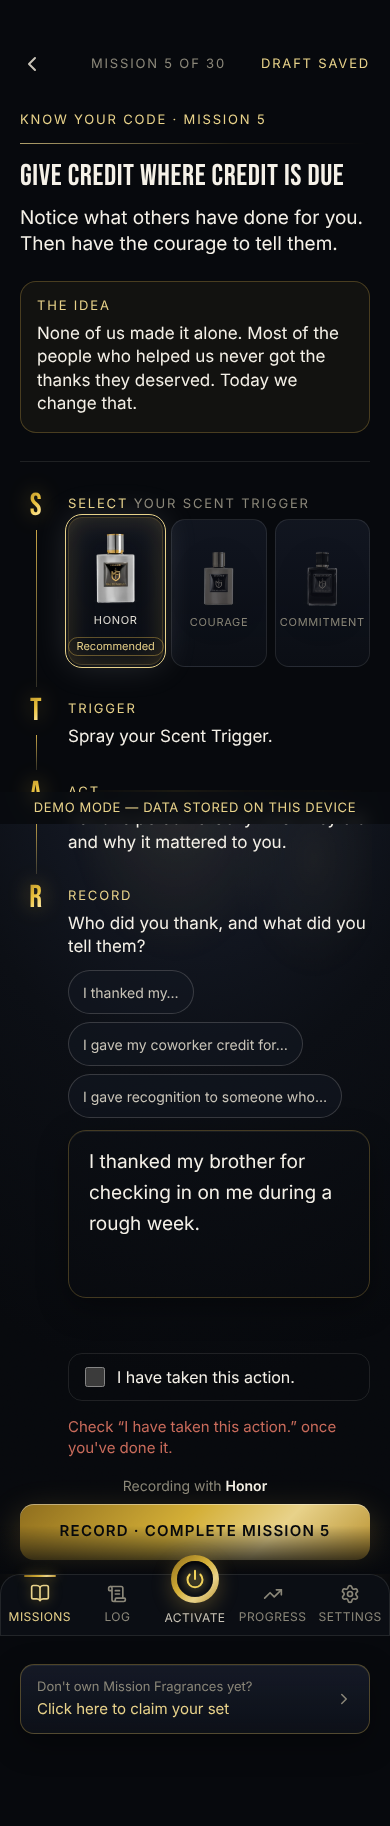 MISSION 5 OF 30
DRAFT SAVED
KNOW YOUR CODE · MISSION 5
GIVE CREDIT WHERE CREDIT IS DUE
Notice what others have done for you.
Then have the courage to tell them.
THE IDEA
None of us made it alone. Most of the
people who helped us never got the
thanks they deserved. Today we
change that.
S
SELECT YOUR SCENT TRIGGER
HONOR
Recommended
COURAGE
COMMITMENT
T
TRIGGER
Spray your Scent Trigger.
A
ACT
DEMO MODE — DATA STORED ON THIS DEVICE
and why it mattered to you.
R
RECORD
Who did you thank, and what did you
tell them?
I thanked my...
I gave my coworker credit for...
I gave recognition to someone who...
I thanked my brother for
checking in on me during a
rough week.
I have taken this action.
Check “I have taken this action.” once
you've done it.
Recording with Honor
RECORD · COMPLETE MISSION 5
MISSIONS
LOG
ACTIVATE
PROGRESS
SETTINGS
Don't own Mission Fragrances yet?
Click here to claim your set